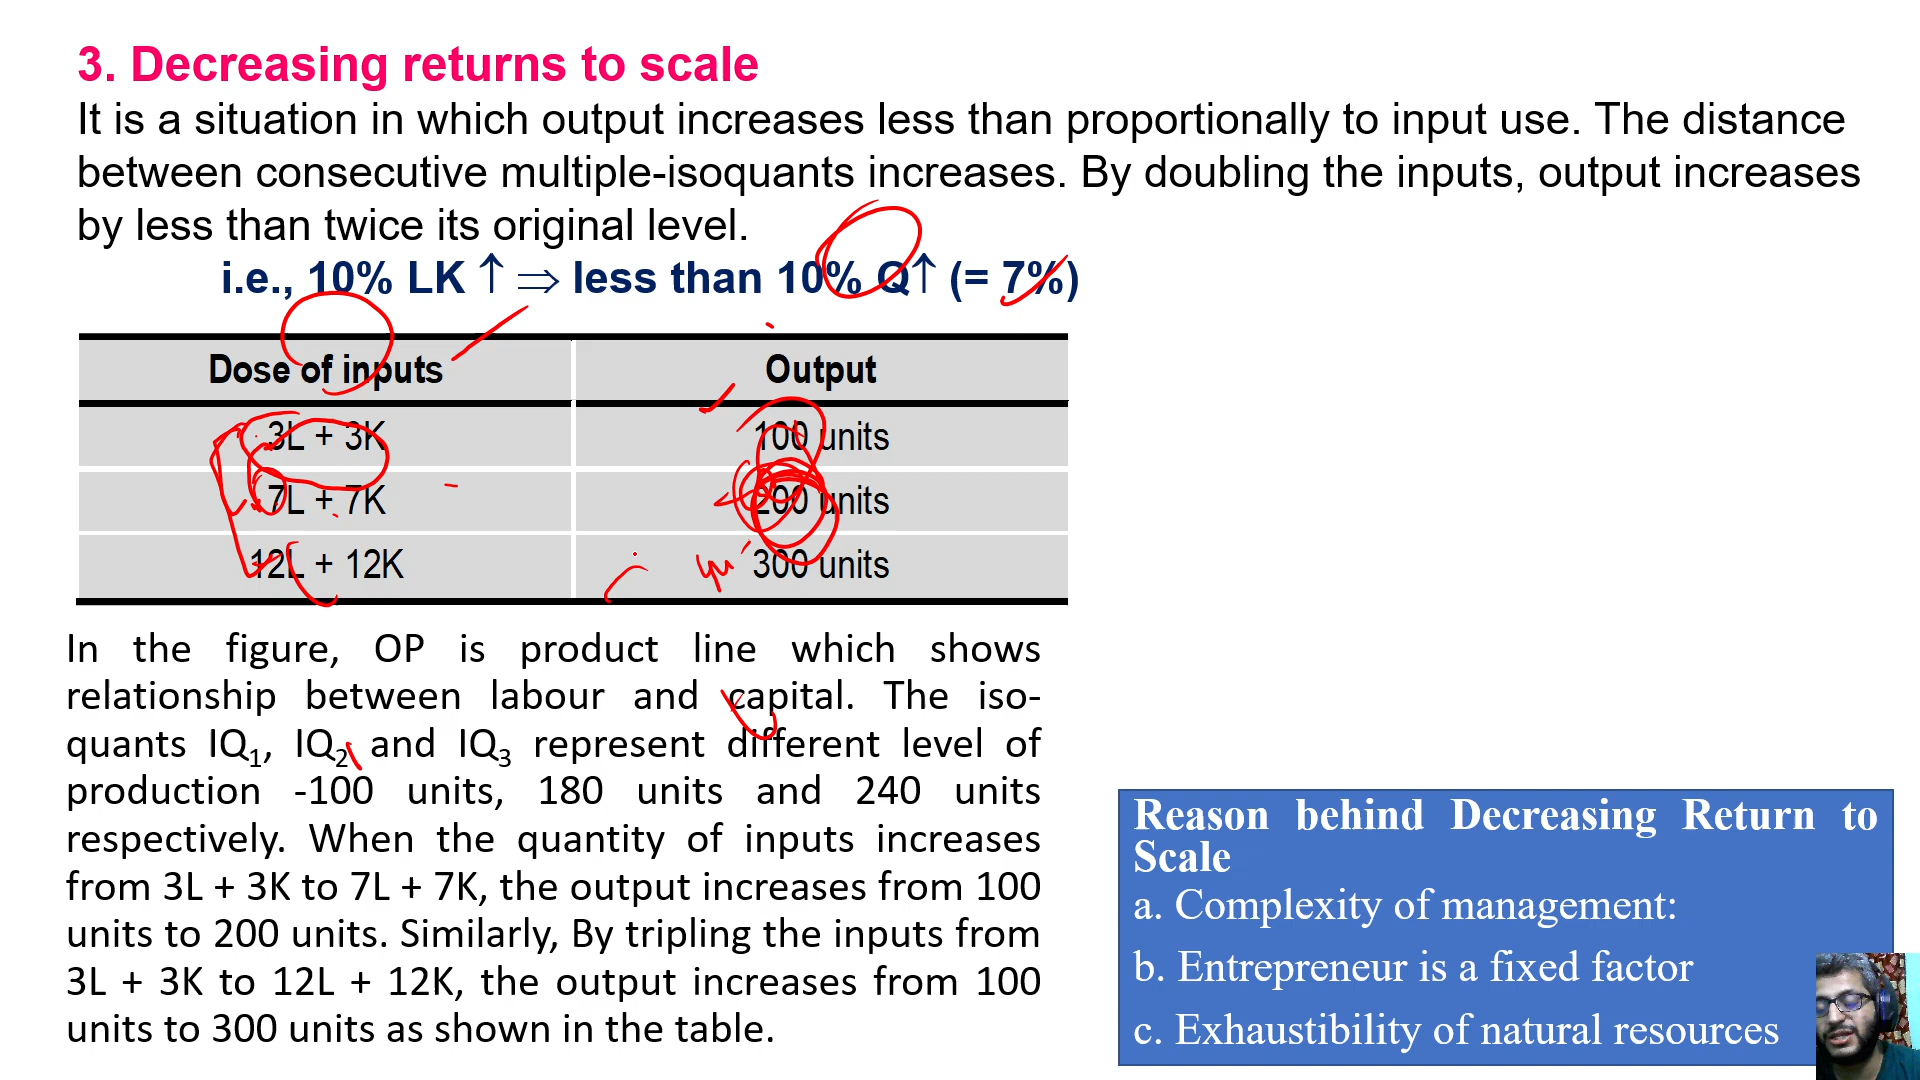 3. Decreasing returns to scale
It is a situation in which output increases less than proportionally to input use. The distance
between consecutive multiple-isoquants increases. By doubling the inputs, output increases
by less than twice its original level.
i.e., 10% LK ↑ ⇒ less than 10% Q↑ (= 7%)
Dose of inputs Output
3L + 3K 100 units
7L + 7K 200 units
12L + 12K 300 units
In the figure, OP is product line which shows
relationship between labour and capital. The iso-
quants IQ₁, IQ₂ and IQ₃ represent different level of
production -100 units, 180 units and 240 units
respectively. When the quantity of inputs increases
from 3L + 3K to 7L + 7K, the output increases from 100
units to 200 units. Similarly, By tripling the inputs from
3L + 3K to 12L + 12K, the output increases from 100
units to 300 units as shown in the table.
Reason behind Decreasing Return to
Scale
a. Complexity of management:
b. Entrepreneur is a fixed factor
c. Exhaustibility of natural resources